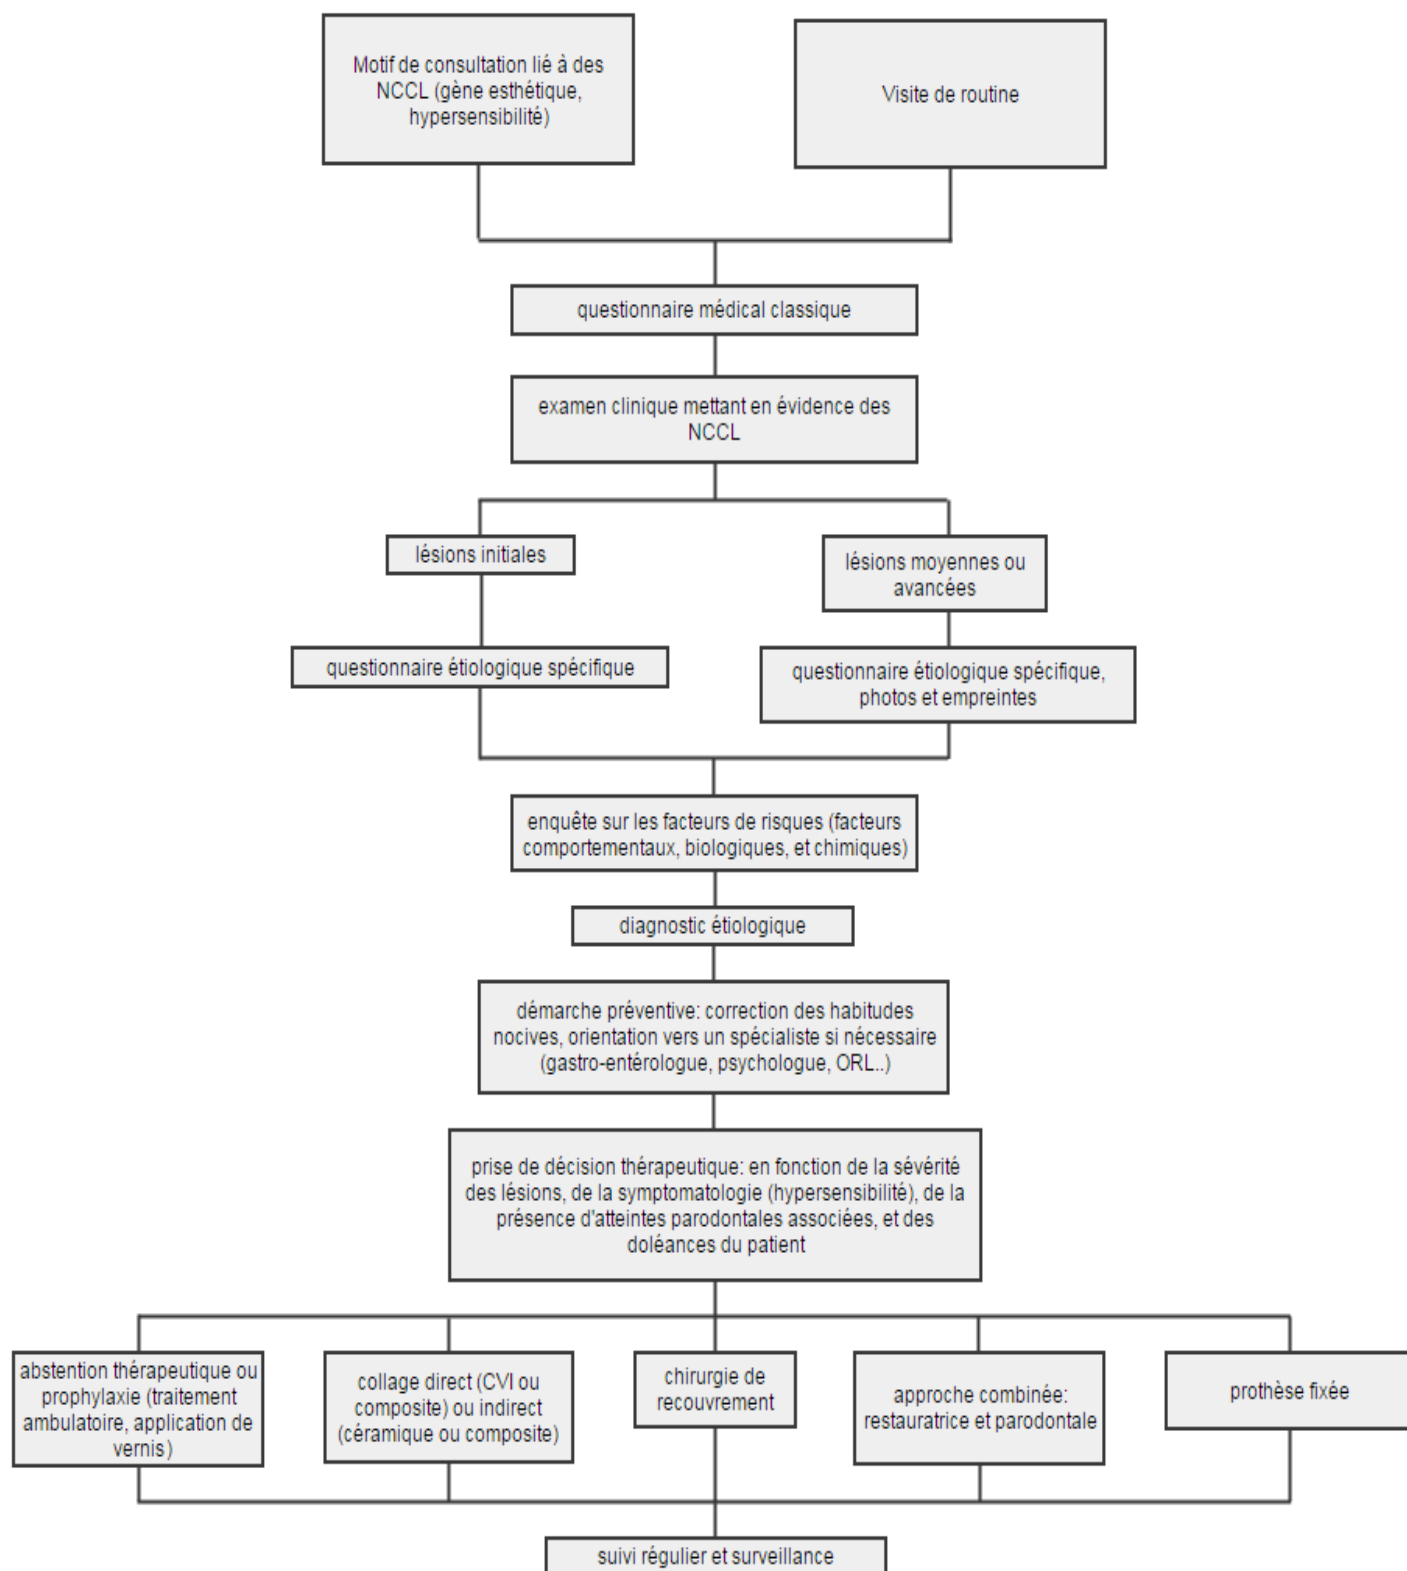 Motif de consultation lié à des
NCCL (gène esthétique,
hypersensibilité)
Visite de routine
questionnaire médical classique
examen clinique mettant en évidence des
NCCL
lésions initiales
lésions moyennes ou
avancées
questionnaire étiologique spécifique
questionnaire étiologique spécifique,
photos et empreintes
enquête sur les facteurs de risques (facteurs
comportementaux, biologiques, et chimiques)
diagnostic étiologique
démarche préventive: correction des habitudes
nocives, orientation vers un spécialiste si nécessaire
(gastro-entérologue, psychologue, ORL..)
prise de décision thérapeutique: en fonction de la sévérité
des lésions, de la symptomatologie (hypersensibilité), de la
présence d'atteintes parodontales associées, et des
doléances du patient
abstention thérapeutique ou
prophylaxie (traitement
ambulatoire, application de
vernis)
collage direct (CVI ou
composite) ou indirect
(céramique ou composite)
chirurgie de
recouvrement
approche combinée:
restauratrice et parodontale
prothèse fixée
suivi régulier et surveillance